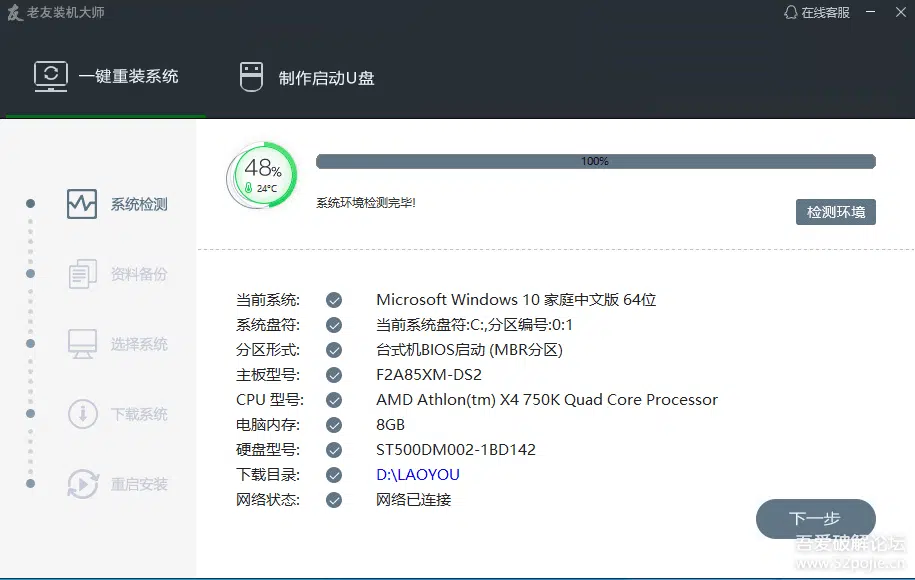 老友装机大师
在线客服
一键重装系统
制作启动U盘
48%
24℃
100%
系统环境检测完毕!
检测环境
系统检测
资料备份
选择系统
下载系统
重启安装
当前系统: Microsoft Windows 10 家庭中文版 64位
系统盘符: 当前系统盘符:C:,分区编号:0:1
分区形式: 台式机BIOS启动 (MBR分区)
主板型号: F2A85XM-DS2
CPU 型号: AMD Athlon(tm) X4 750K Quad Core Processor
电脑内存: 8GB
硬盘型号: ST500DM002-1BD142
下载目录: D:\LAOYOU
网络状态: 网络已连接
下一步
吾爱破解论坛
www.52pojie.cn